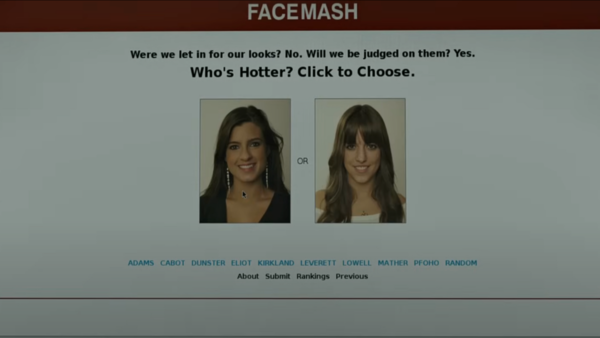 FACEMASH
Were we let in for our looks? No. Will we be judged on them? Yes.
Who's Hotter? Click to Choose.
OR
ADAMS CABOT DUNSTER ELIOT KIRKLAND LEVERETT LOWELL MATHER PFOHO RANDOM
About Submit Rankings Previous